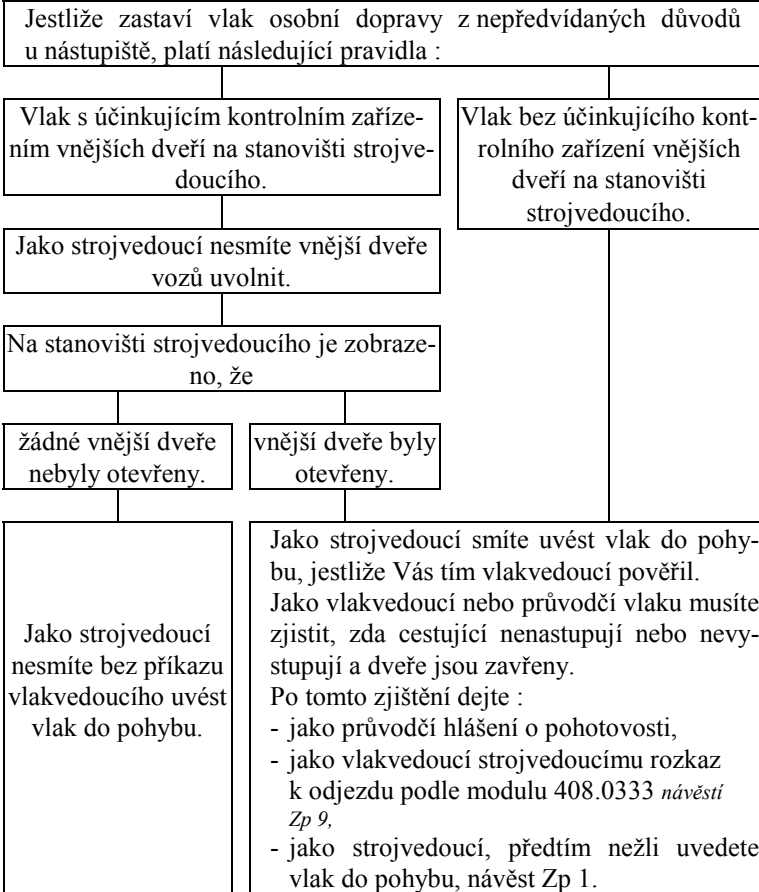 Jestliže zastaví vlak osobní dopravy z nepředvídaných důvodů
u nástupiště, platí následující pravidla :
Vlak s účinkujícím kontrolním zaříze-
ním vnějších dveří na stanovišti strojve-
doucího.
Vlak bez účinkujícího kont-
rolního zařízení vnějších
dveří na stanovišti
strojvedoucího.
Jako strojvedoucí nesmíte vnější dveře
vozů uvolnit.
Na stanovišti strojvedoucího je zobraze-
no, že
žádné vnější dveře
nebyly otevřeny.
vnější dveře byly
otevřeny.
Jako strojvedoucí
nesmíte bez příkazu
vlakvedoucího uvést
vlak do pohybu.
Jako strojvedoucí smíte uvést vlak do pohy-
bu, jestliže Vás tím vlakvedoucí pověřil.
Jako vlakvedoucí nebo průvodčí vlaku musíte
zjistit, zda cestující nenastupují nebo nevy-
stupují a dveře jsou zavřeny.
Po tomto zjištění dejte :
- jako průvodčí hlášení o pohotovosti,
- jako vlakvedoucí strojvedoucímu rozkaz
k odjezdu podle modulu 408.0333 návěstí
Zp 9,
- jako strojvedoucí, předtím nežli uvedete
vlak do pohybu, návěst Zp 1.